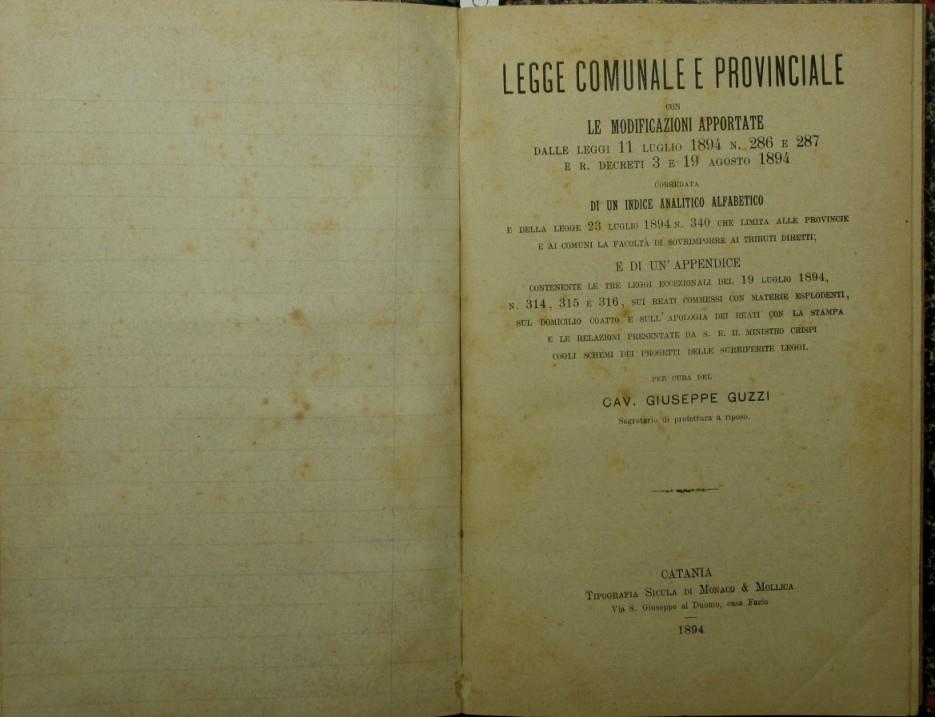 LEGGE COMUNALE E PROVINCIALE
CON
LE MODIFICAZIONI APPORTATE
DALLE LEGGI 11 LUGLIO 1894 N. 286 E 287
E R. DECRETI 3 E 19 AGOSTO 1894
CORREDATA
DI UN INDICE ANALITICO ALFABETICO
E DELLA LEGGE 23 LUGLIO 1894 N. 340 CHE LIMITA ALLE PROVINCIE
E AI COMUNI LA FACOLTÀ DI SOVRIMPORRE AI TRIBUTI DIRETTI,
E DI UN' APPENDICE
CONTENENTE LE TRE LEGGI ECCEZIONALI DEL 19 LUGLIO 1894,
N. 314, 315 E 316, SUI REATI COMMESSI CON MATERIE ESPLODENTI,
SUL DOMICILIO COATTO E SULL' APOLOGIA DEI REATI CON LA STAMPA
E LE RELAZIONI PRESENTATE DA S. E. IL MINISTRO CRISPI
COGLI SCHEMI DEI PROGETTI DELLE SURRIFERITE LEGGI.
PER CURA DEL
CAV. GIUSEPPE GUZZI
Segretario di prefettura a riposo.
CATANIA
TIPOGRAFIA SICULA DI MONACO & MOLLICA
Via S. Giuseppe al Duomo, casa Fazio
1894